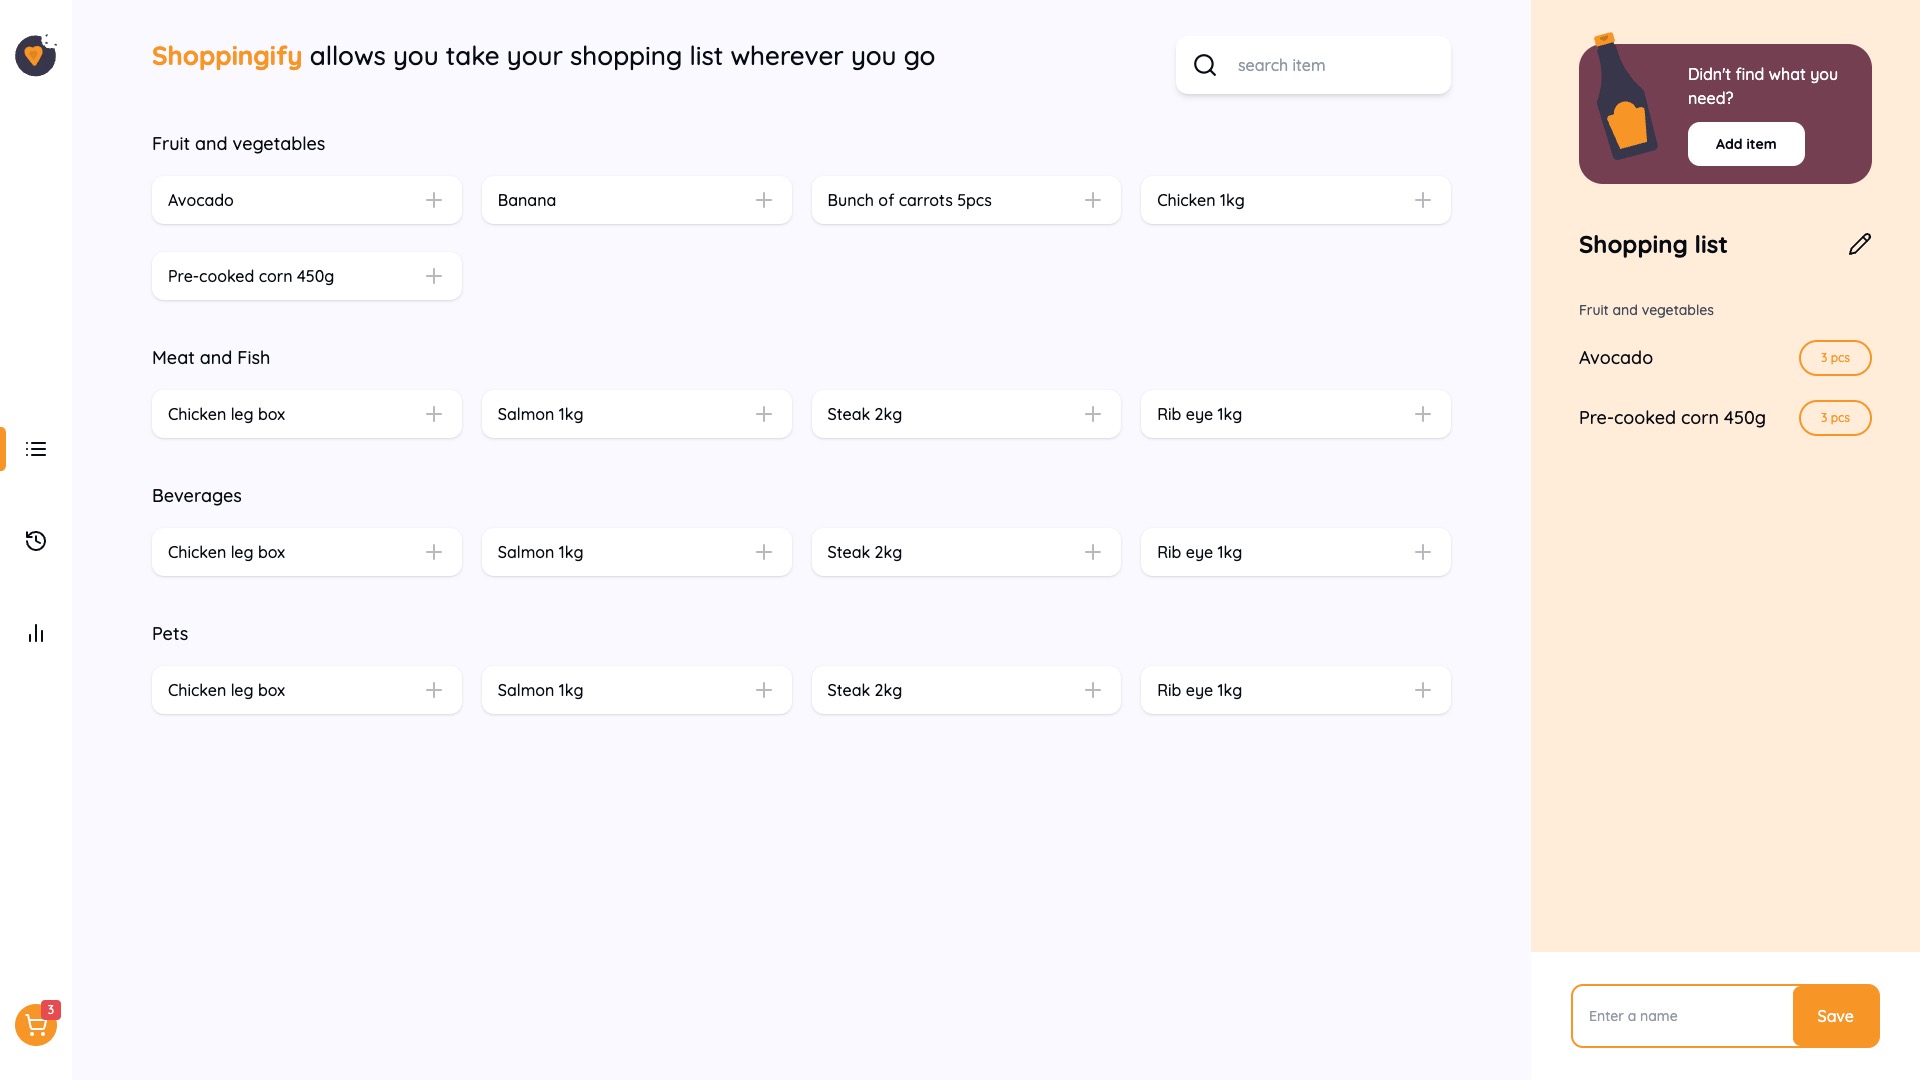 Shoppingify allows you take your shopping list wherever you go
search item
Fruit and vegetables
Avocado
Banana
Bunch of carrots 5pcs
Chicken 1kg
Pre-cooked corn 450g
Meat and Fish
Chicken leg box
Salmon 1kg
Steak 2kg
Rib eye 1kg
Beverages
Chicken leg box
Salmon 1kg
Steak 2kg
Rib eye 1kg
Pets
Chicken leg box
Salmon 1kg
Steak 2kg
Rib eye 1kg
3
Didn't find what you
need?
Add item
Shopping list
Fruit and vegetables
Avocado
3 pcs
Pre-cooked corn 450g
3 pcs
Enter a name
Save